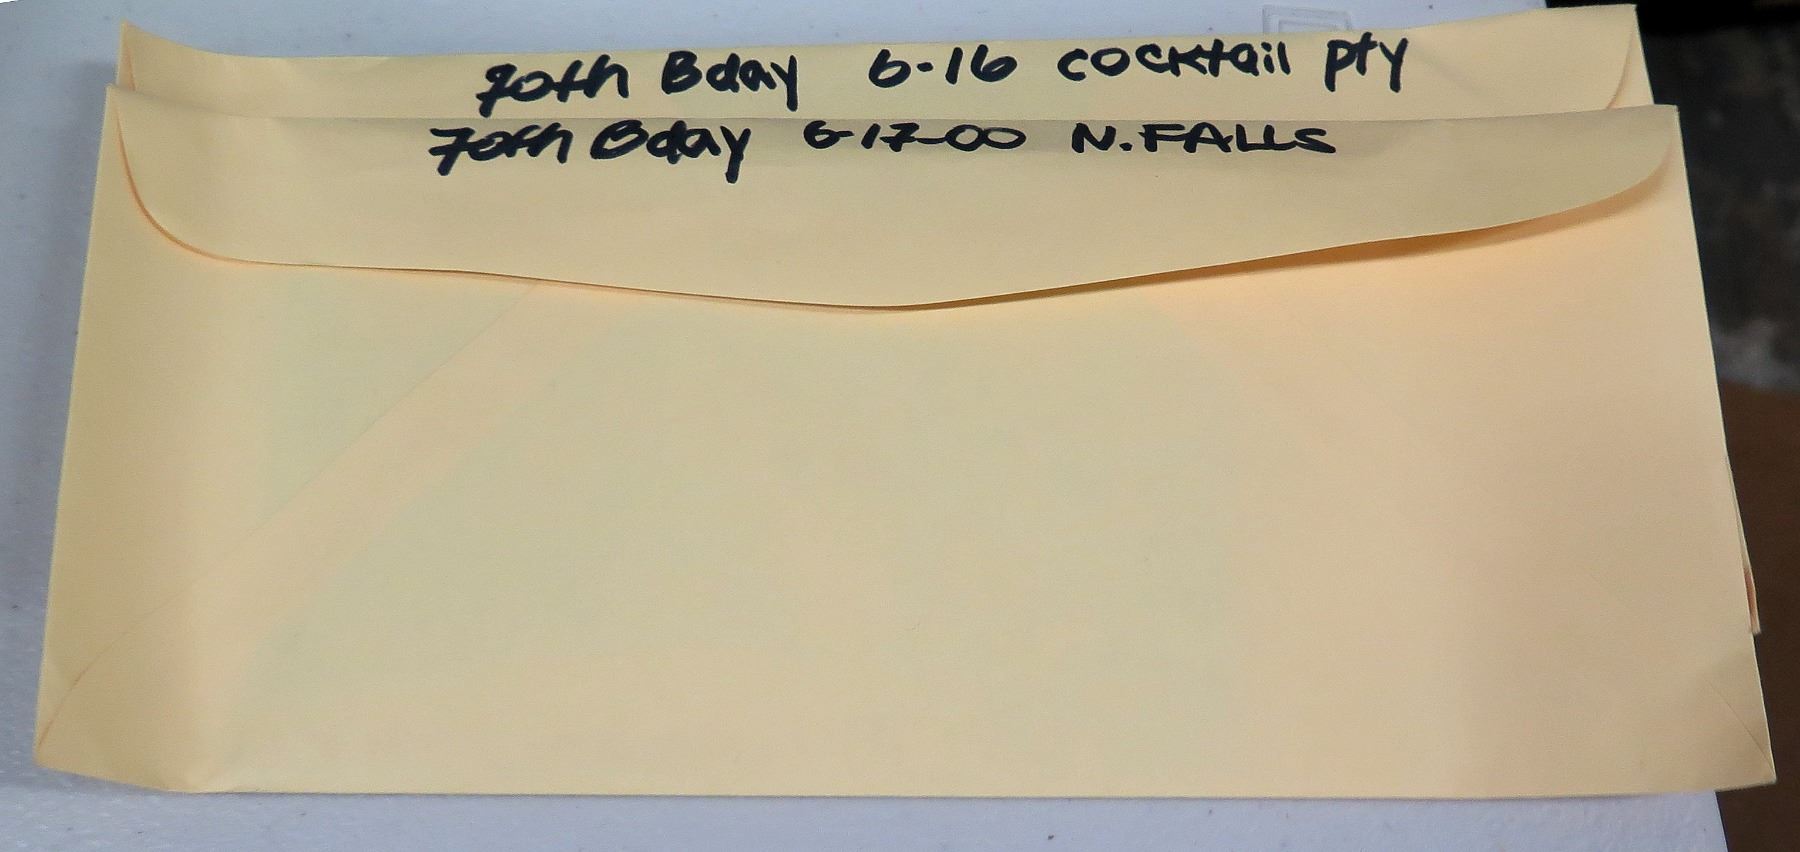 70th Bday 6-16 cocktail pty
70th Bday 6-17-00 N. FALLS